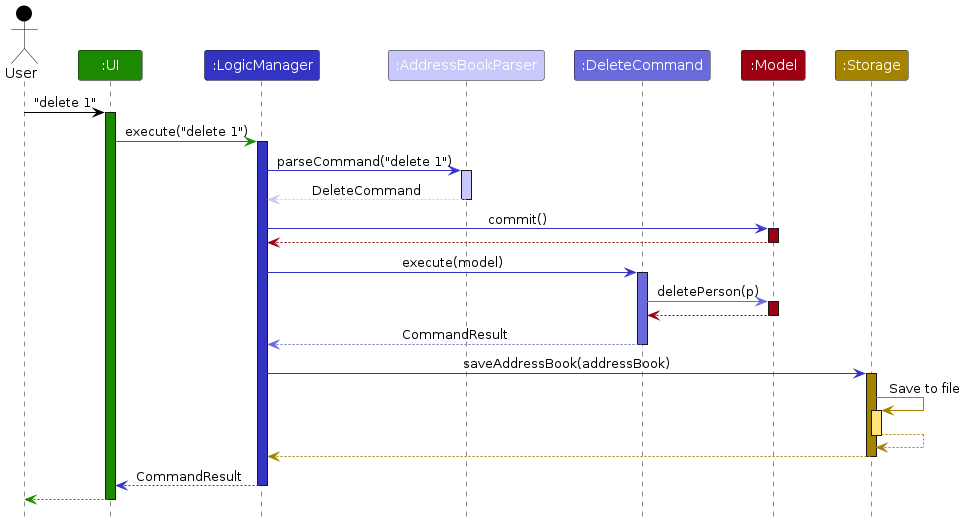 User
:UI
:LogicManager
:AddressBookParser
:DeleteCommand
:Model
:Storage
"delete 1"
execute("delete 1")
parseCommand("delete 1")
DeleteCommand
commit()
execute(model)
deletePerson(p)
CommandResult
saveAddressBook(addressBook)
Save to file
CommandResult